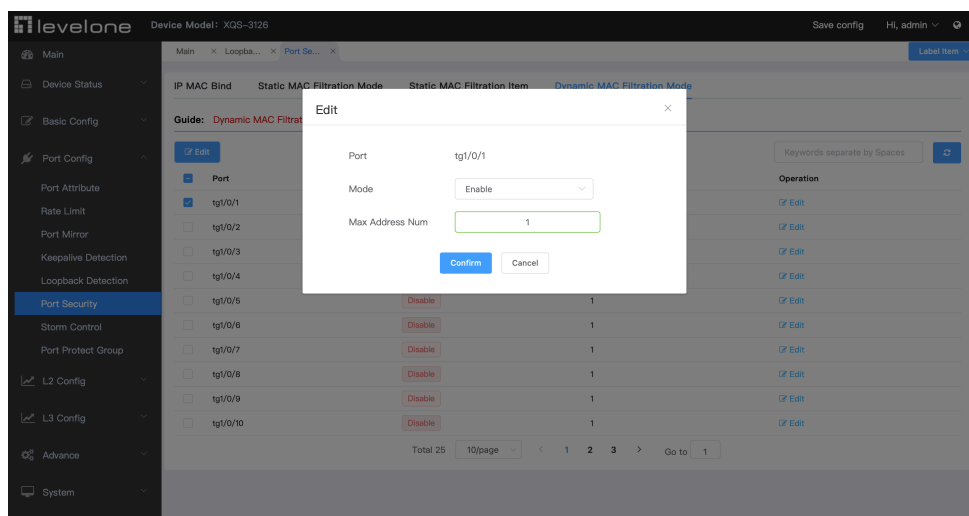 levelone Device Model: XQS-3126 Save config Hi, admin
Main × Loopba... × Port Se... × Label Item
Main
Device Status
Basic Config
Port Config
Port Attribute
Rate Limit
Port Mirror
Keepalive Detection
Loopback Detection
Port Security
Storm Control
Port Protect Group
L2 Config
L3 Config
Advance
System
IP MAC Bind Static MAC Filtration Mode Static MAC Filtration Item Dynamic MAC Filtration Mode
Guide: Dynamic MAC Filtrat
Edit Keywords separate by Spaces
Port Operation
tg1/0/1 Edit
tg1/0/2 Edit
tg1/0/3 Edit
tg1/0/4 Edit
tg1/0/5 Disable 1 Edit
tg1/0/6 Disable 1 Edit
tg1/0/7 Disable 1 Edit
tg1/0/8 Disable 1 Edit
tg1/0/9 Disable 1 Edit
tg1/0/10 Disable 1 Edit
Total 25 10/page < 1 2 3 > Go to 1
Edit ×
Port tg1/0/1
Mode Enable
Max Address Num 1
Confirm Cancel